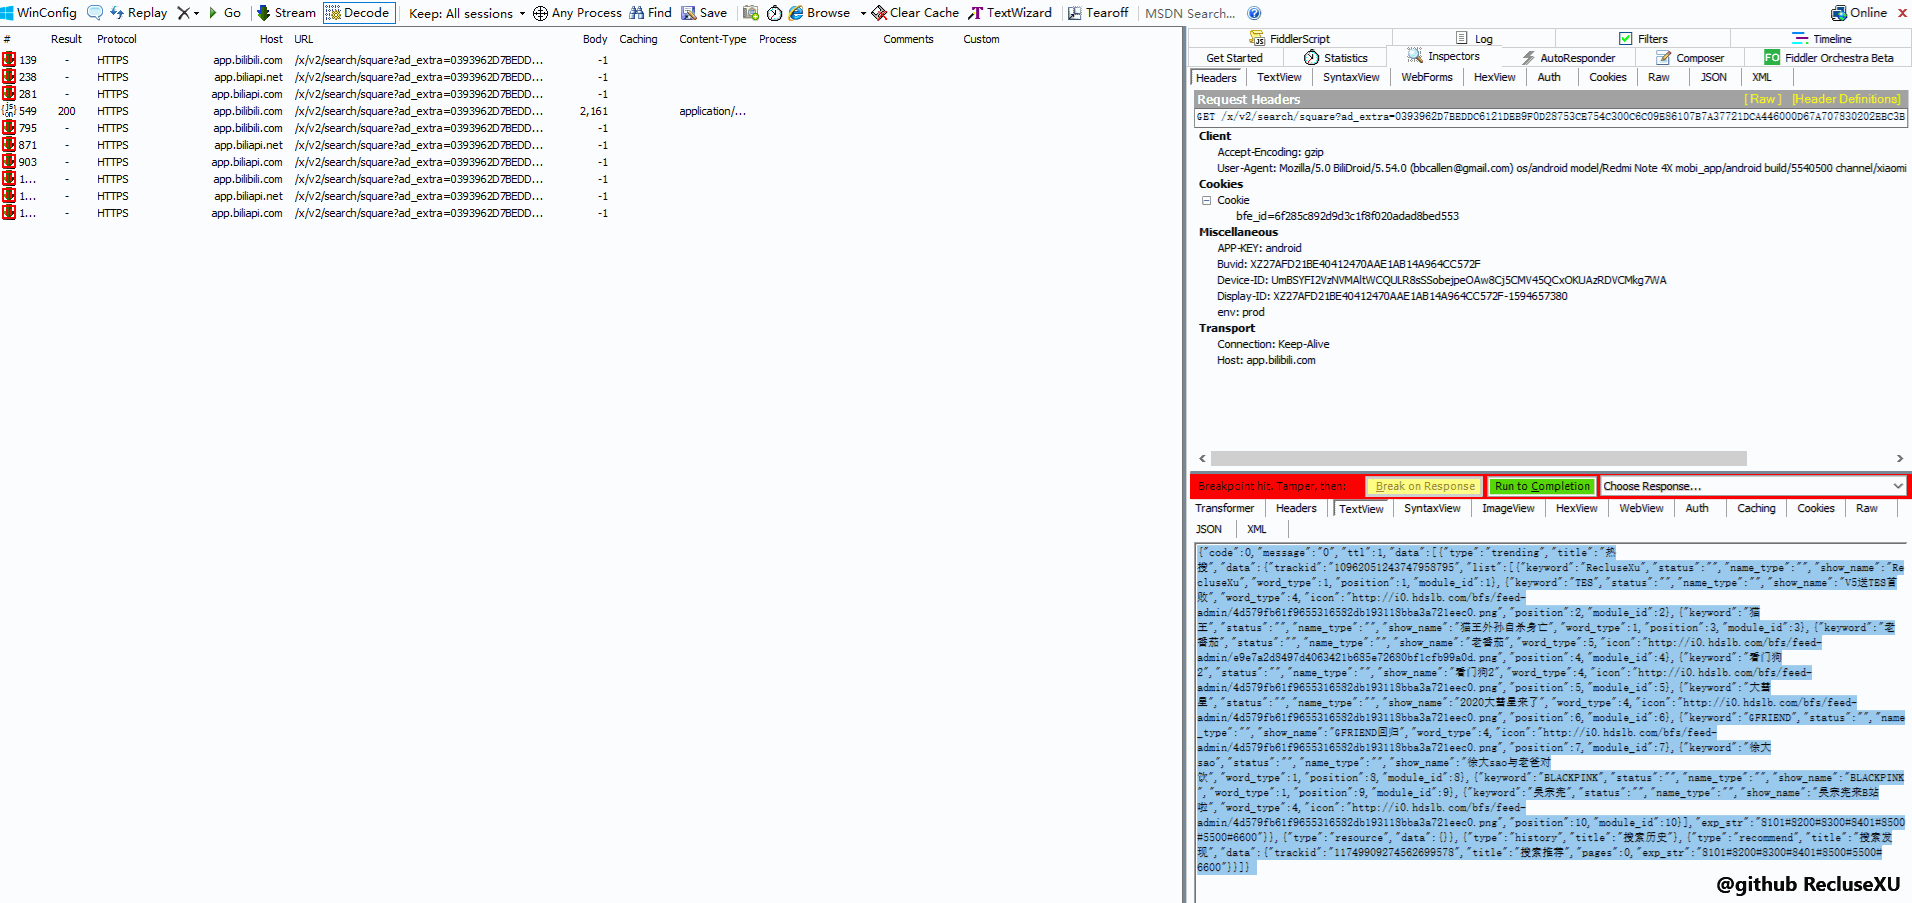 WinConfig Replay Go Stream Decode Keep: All sessions Any Process Find Save Browse Clear Cache TextWizard Tearoff MSDN Search... Online
# Result Protocol Host URL Body Caching Content-Type Process Comments Custom
139 - HTTPS app.bilibili.com /x/v2/search/square?ad_extra=0393962D7BEDD... -1
238 - HTTPS app.biliapi.net /x/v2/search/square?ad_extra=0393962D7BEDD... -1
281 - HTTPS app.biliapi.com /x/v2/search/square?ad_extra=0393962D7BEDD... -1
549 200 HTTPS app.bilibili.com /x/v2/search/square?ad_extra=0393962D7BEDD... 2,161 application/...
795 - HTTPS app.bilibili.com /x/v2/search/square?ad_extra=0393962D7BEDD... -1
871 - HTTPS app.biliapi.net /x/v2/search/square?ad_extra=0393962D7BEDD... -1
903 - HTTPS app.biliapi.com /x/v2/search/square?ad_extra=0393962D7BEDD... -1
1... - HTTPS app.bilibili.com /x/v2/search/square?ad_extra=0393962D7BEDD... -1
1... - HTTPS app.biliapi.net /x/v2/search/square?ad_extra=0393962D7BEDD... -1
1... - HTTPS app.biliapi.com /x/v2/search/square?ad_extra=0393962D7BEDD... -1
FiddlerScript Log Filters Timeline
Get Started Statistics Inspectors AutoResponder Composer FO Fiddler Orchestra Beta
Headers TextView SyntaxView WebForms HexView Auth Cookies Raw JSON XML
Request Headers [ Raw ] [Header Definitions]
GET /x/v2/search/square?ad_extra=0393962D7BEDDC6121DEB9F0D28753CE754C300C6C09E86107B7A37721DCA446000D67A707830202EBC3B
Client
Accept-Encoding: gzip
User-Agent: Mozilla/5.0 BiliDroid/5.54.0 (bbcallen@gmail.com) os/android model/Redmi Note 4X mobi_app/android build/5540500 channel/xiaomi
Cookies
Cookie
bfe_id=6f285c892d9d3c1f8f020adad8bed553
Miscellaneous
APP-KEY: android
Buvid: XZ27AFD21BE40412470AAE1AB14A964CC572F
Device-ID: UmBSYFI2VzNVMAltWCQULR8sSSobejpeOAw8Cj5CMV45QCxOKUAzRDVCMkg7WA
Display-ID: XZ27AFD21BE40412470AAE1AB14A964CC572F-1594657380
env: prod
Transport
Connection: Keep-Alive
Host: app.bilibili.com
Breakpoint hit. Tamper, then: Break on Response Run to Completion Choose Response...
Transformer Headers TextView SyntaxView ImageView HexView WebView Auth Caching Cookies Raw
JSON XML
{"code":0,"message":"0","ttl":1,"data":[{"type":"trending","title":"热
搜","data":{"trackid":"10962051243747958795","list":[{"keyword":"RecluseXu","status":"","name_type":"","show_name":"Re
cluseXu","word_type":1,"position":1,"module_id":1},{"keyword":"TES","status":"","name_type":"","show_name":"V5送TES首
败","word_type":4,"icon":"http://i0.hdslb.com/bfs/feed-
admin/4d579fb61f9655316582db193118bba3a721eec0.png","position":2,"module_id":2},{"keyword":"猫
王","status":"","name_type":"","show_name":"猫王外孙自杀身亡","word_type":1,"position":3,"module_id":3},{"keyword":"老
番茄","status":"","name_type":"","show_name":"老番茄","word_type":5,"icon":"http://i0.hdslb.com/bfs/feed-
admin/e9e7a2d8497d4063421b685e72680bf1cfb99a0d.png","position":4,"module_id":4},{"keyword":"看门狗
2","status":"","name_type":"","show_name":"看门狗2","word_type":4,"icon":"http://i0.hdslb.com/bfs/feed-
admin/4d579fb61f9655316582db193118bba3a721eec0.png","position":5,"module_id":5},{"keyword":"大彗
星","status":"","name_type":"","show_name":"2020大彗星来了","word_type":4,"icon":"http://i0.hdslb.com/bfs/feed-
admin/4d579fb61f9655316582db193118bba3a721eec0.png","position":6,"module_id":6},{"keyword":"GFRIEND","status":"","name
_type":"","show_name":"GFRIEND回归","word_type":4,"icon":"http://i0.hdslb.com/bfs/feed-
admin/4d579fb61f9655316582db193118bba3a721eec0.png","position":7,"module_id":7},{"keyword":"徐大
sao","status":"","name_type":"","show_name":"徐大sao与老爸对
饮","word_type":1,"position":8,"module_id":8},{"keyword":"BLACKPINK","status":"","name_type":"","show_name":"BLACKPINK
","word_type":1,"position":9,"module_id":9},{"keyword":"吴宗宪","status":"","name_type":"","show_name":"吴宗宪来B站
啦","word_type":4,"icon":"http://i0.hdslb.com/bfs/feed-
admin/4d579fb61f9655316582db193118bba3a721eec0.png","position":10,"module_id":10}],"exp_str":"8101#8200#8300#8401#8500
#5500#6600"}},{"type":"resource","data":{}},{"type":"history","title":"搜索历史"},{"type":"recommend","title":"搜索发
现","data":{"trackid":"11749909274562699578","title":"搜索推荐","pages":0,"exp_str":"8101#8200#8300#8401#8500#5500#
6600"}}]}
@github RecluseXU